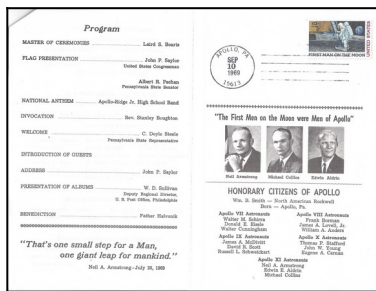 Program
MASTER OF CEREMONIES Laird S. Bearis
FLAG PRESENTATION John P. Saylor
United States Congressman
Albert R. Pechan
Pennsylvania State Senator
NATIONAL ANTHEM Apollo-Ridge Jr. High School Band
INVOCATION Rev. Stanley Boughton
WELCOME C. Doyle Steele
Pennsylvania State Representative
INTRODUCTION OF GUESTS
ADDRESS John P. Saylor
PRESENTATION OF ALBUMS W. D. Sullivan
Deputy Regional Director,
U. S. Post Office, Philadelphia
BENEDICTION Father Halvonik
"That's one small step for a Man,
one giant leap for mankind."
Neil A. Armstrong - July 20, 1969
APOLLO, PA.
SEP
10
1969
15613
FIRST MAN ON THE MOON
"The First Men on the Moon were Men of Apollo"
Neil Armstrong Michael Collins Edwin Aldrin
HONORARY CITIZENS OF APOLLO
Wm. S. Smith — North American Rockwell
Born — Apollo, Pa.
Apollo VII Astronauts
Walter M. Schirra
Donald E. Eisele
Walter Cunningham
Apollo VIII Astronauts
Frank Borman
James A. Lovell, Jr.
William A. Anders
Apollo IX Astronauts
James A. McDivitt
David R. Scott
Russell L. Schweickart
Apollo X Astronauts
Thomas P. Stafford
John W. Young
Eugene A. Cernan
Apollo XI Astronauts
Neil A. Armstrong
Edwin E. Aldrin
Michael Collins